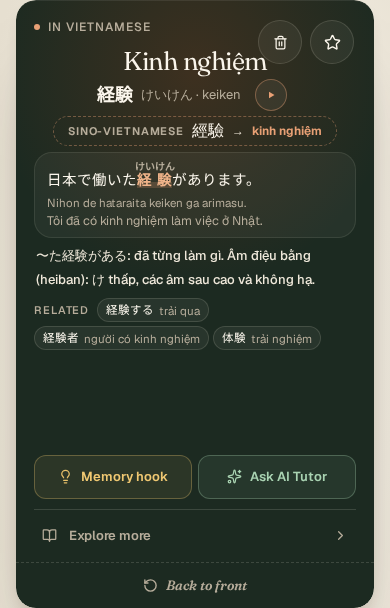 IN VIETNAMESE
Kinh nghiệm
経験 けいけん · keiken
SINO-VIETNAMESE 經驗 → kinh nghiệm
けいけん
日本で働いた経験があります。
Nihon de hataraita keiken ga arimasu.
Tôi đã có kinh nghiệm làm việc ở Nhật.
〜た経験がある: đã từng làm gì. Âm điệu bằng
(heiban): け thấp, các âm sau cao và không hạ.
RELATED 経験する trải qua
経験者 người có kinh nghiệm 体験 trải nghiệm
Memory hook Ask AI Tutor
Explore more
Back to front